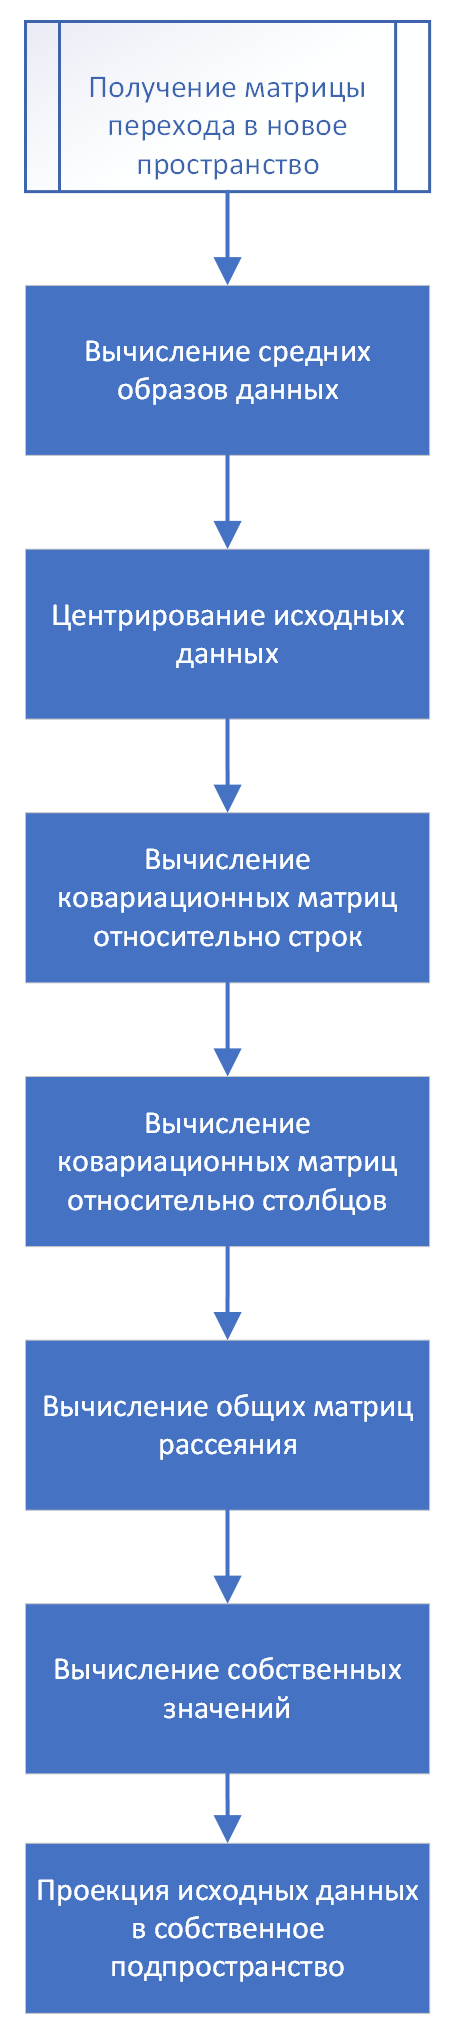 Получение матрицы
перехода в новое
пространство
Вычисление средних
образов данных
Центрирование исходных
данных
Вычисление
ковариационных матриц
относительно строк
Вычисление
ковариационных матриц
относительно столбцов
Вычисление общих матриц
рассеяния
Вычисление собственных
значений
Проекция исходных данных
в собственное
подпространство